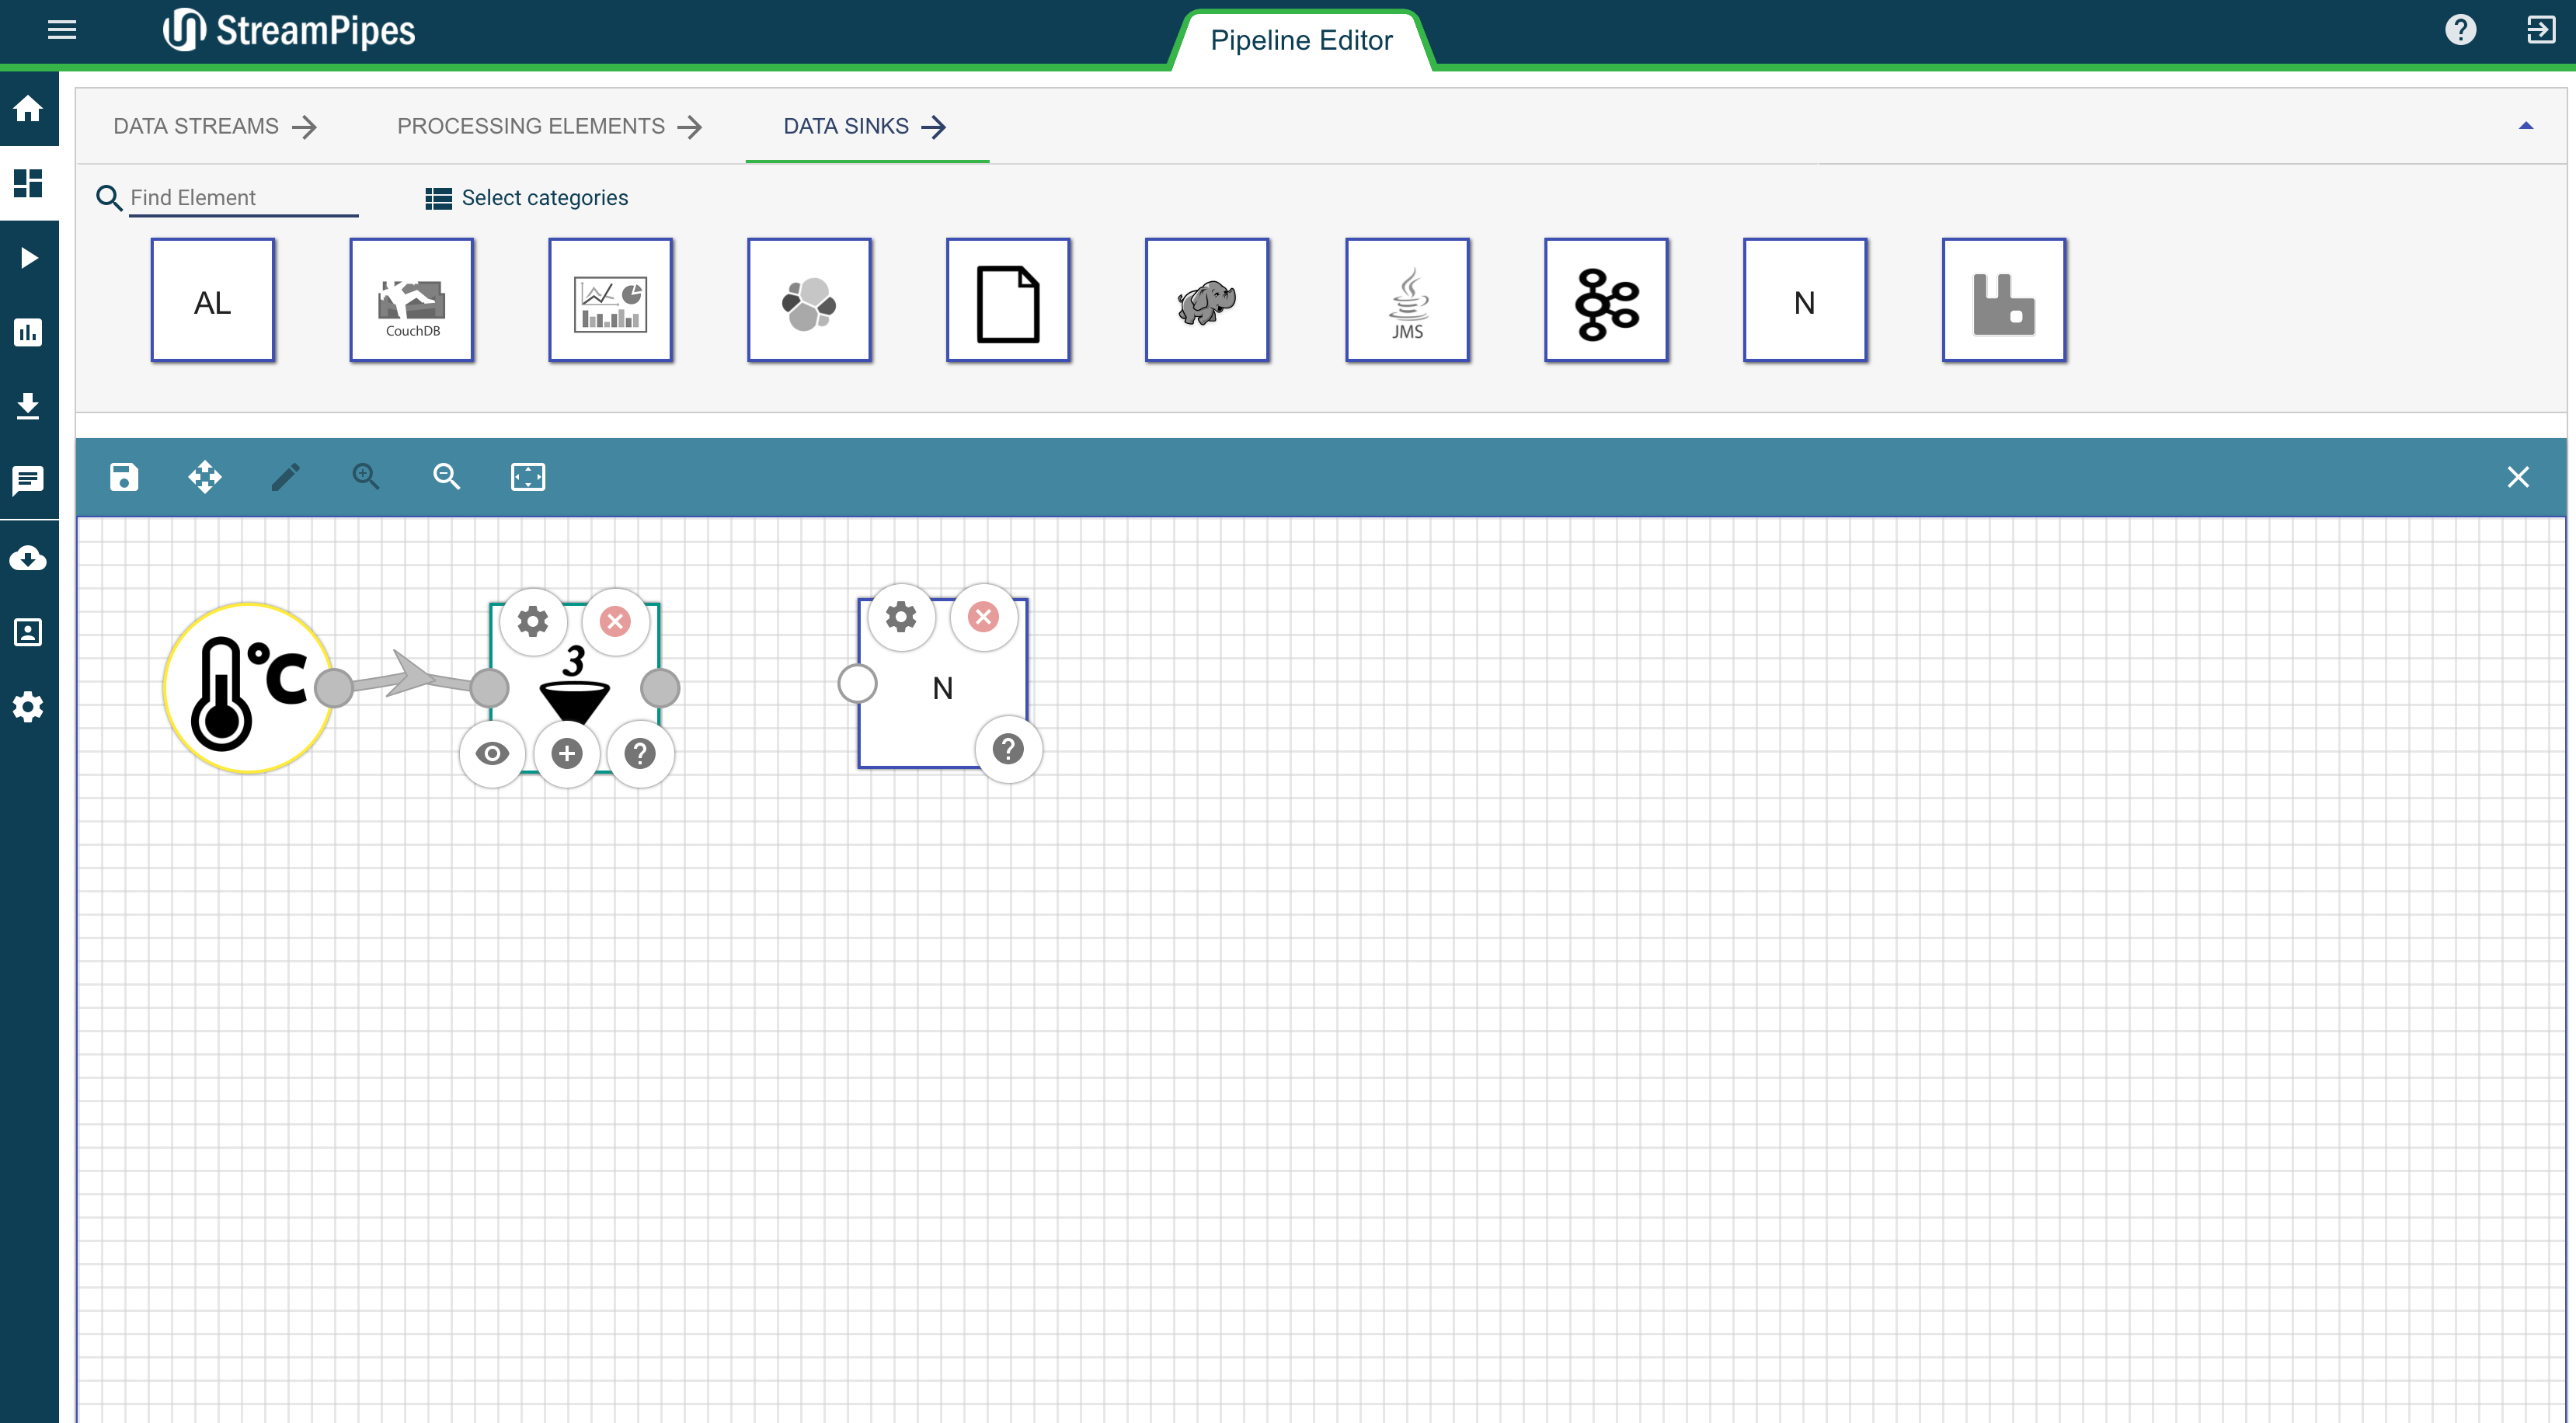 StreamPipes
Pipeline Editor
DATA STREAMS
PROCESSING ELEMENTS
DATA SINKS
Find Element
Select categories
AL
CouchDB
JMS
N
°C
3
N